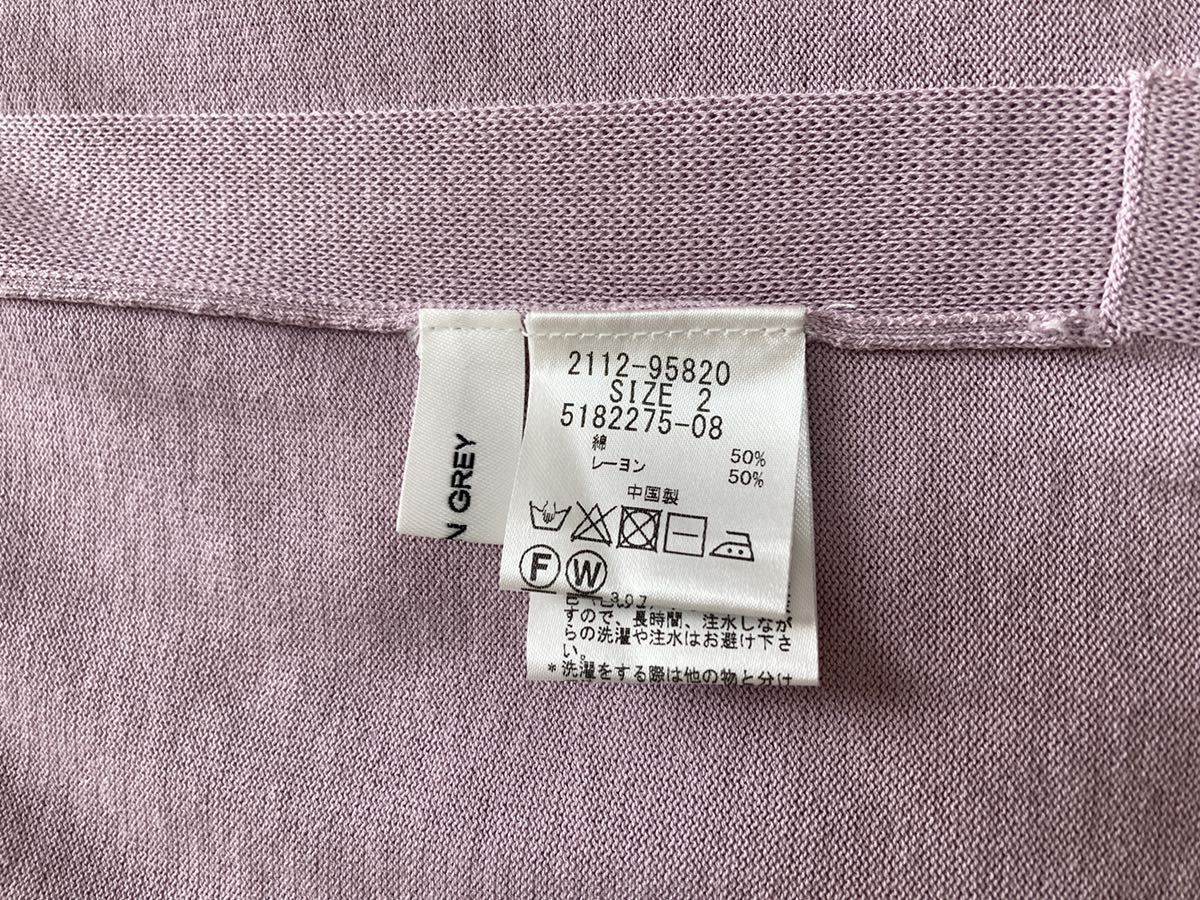 N GREY
2112-95820
SIZE 2
5182275-08
綿 50%
レーヨン 50%
中国製
F W
すので、長時間、注水しなが
らの洗濯や注水はお避け下さ
い。
*洗濯をする際は他の物と分け